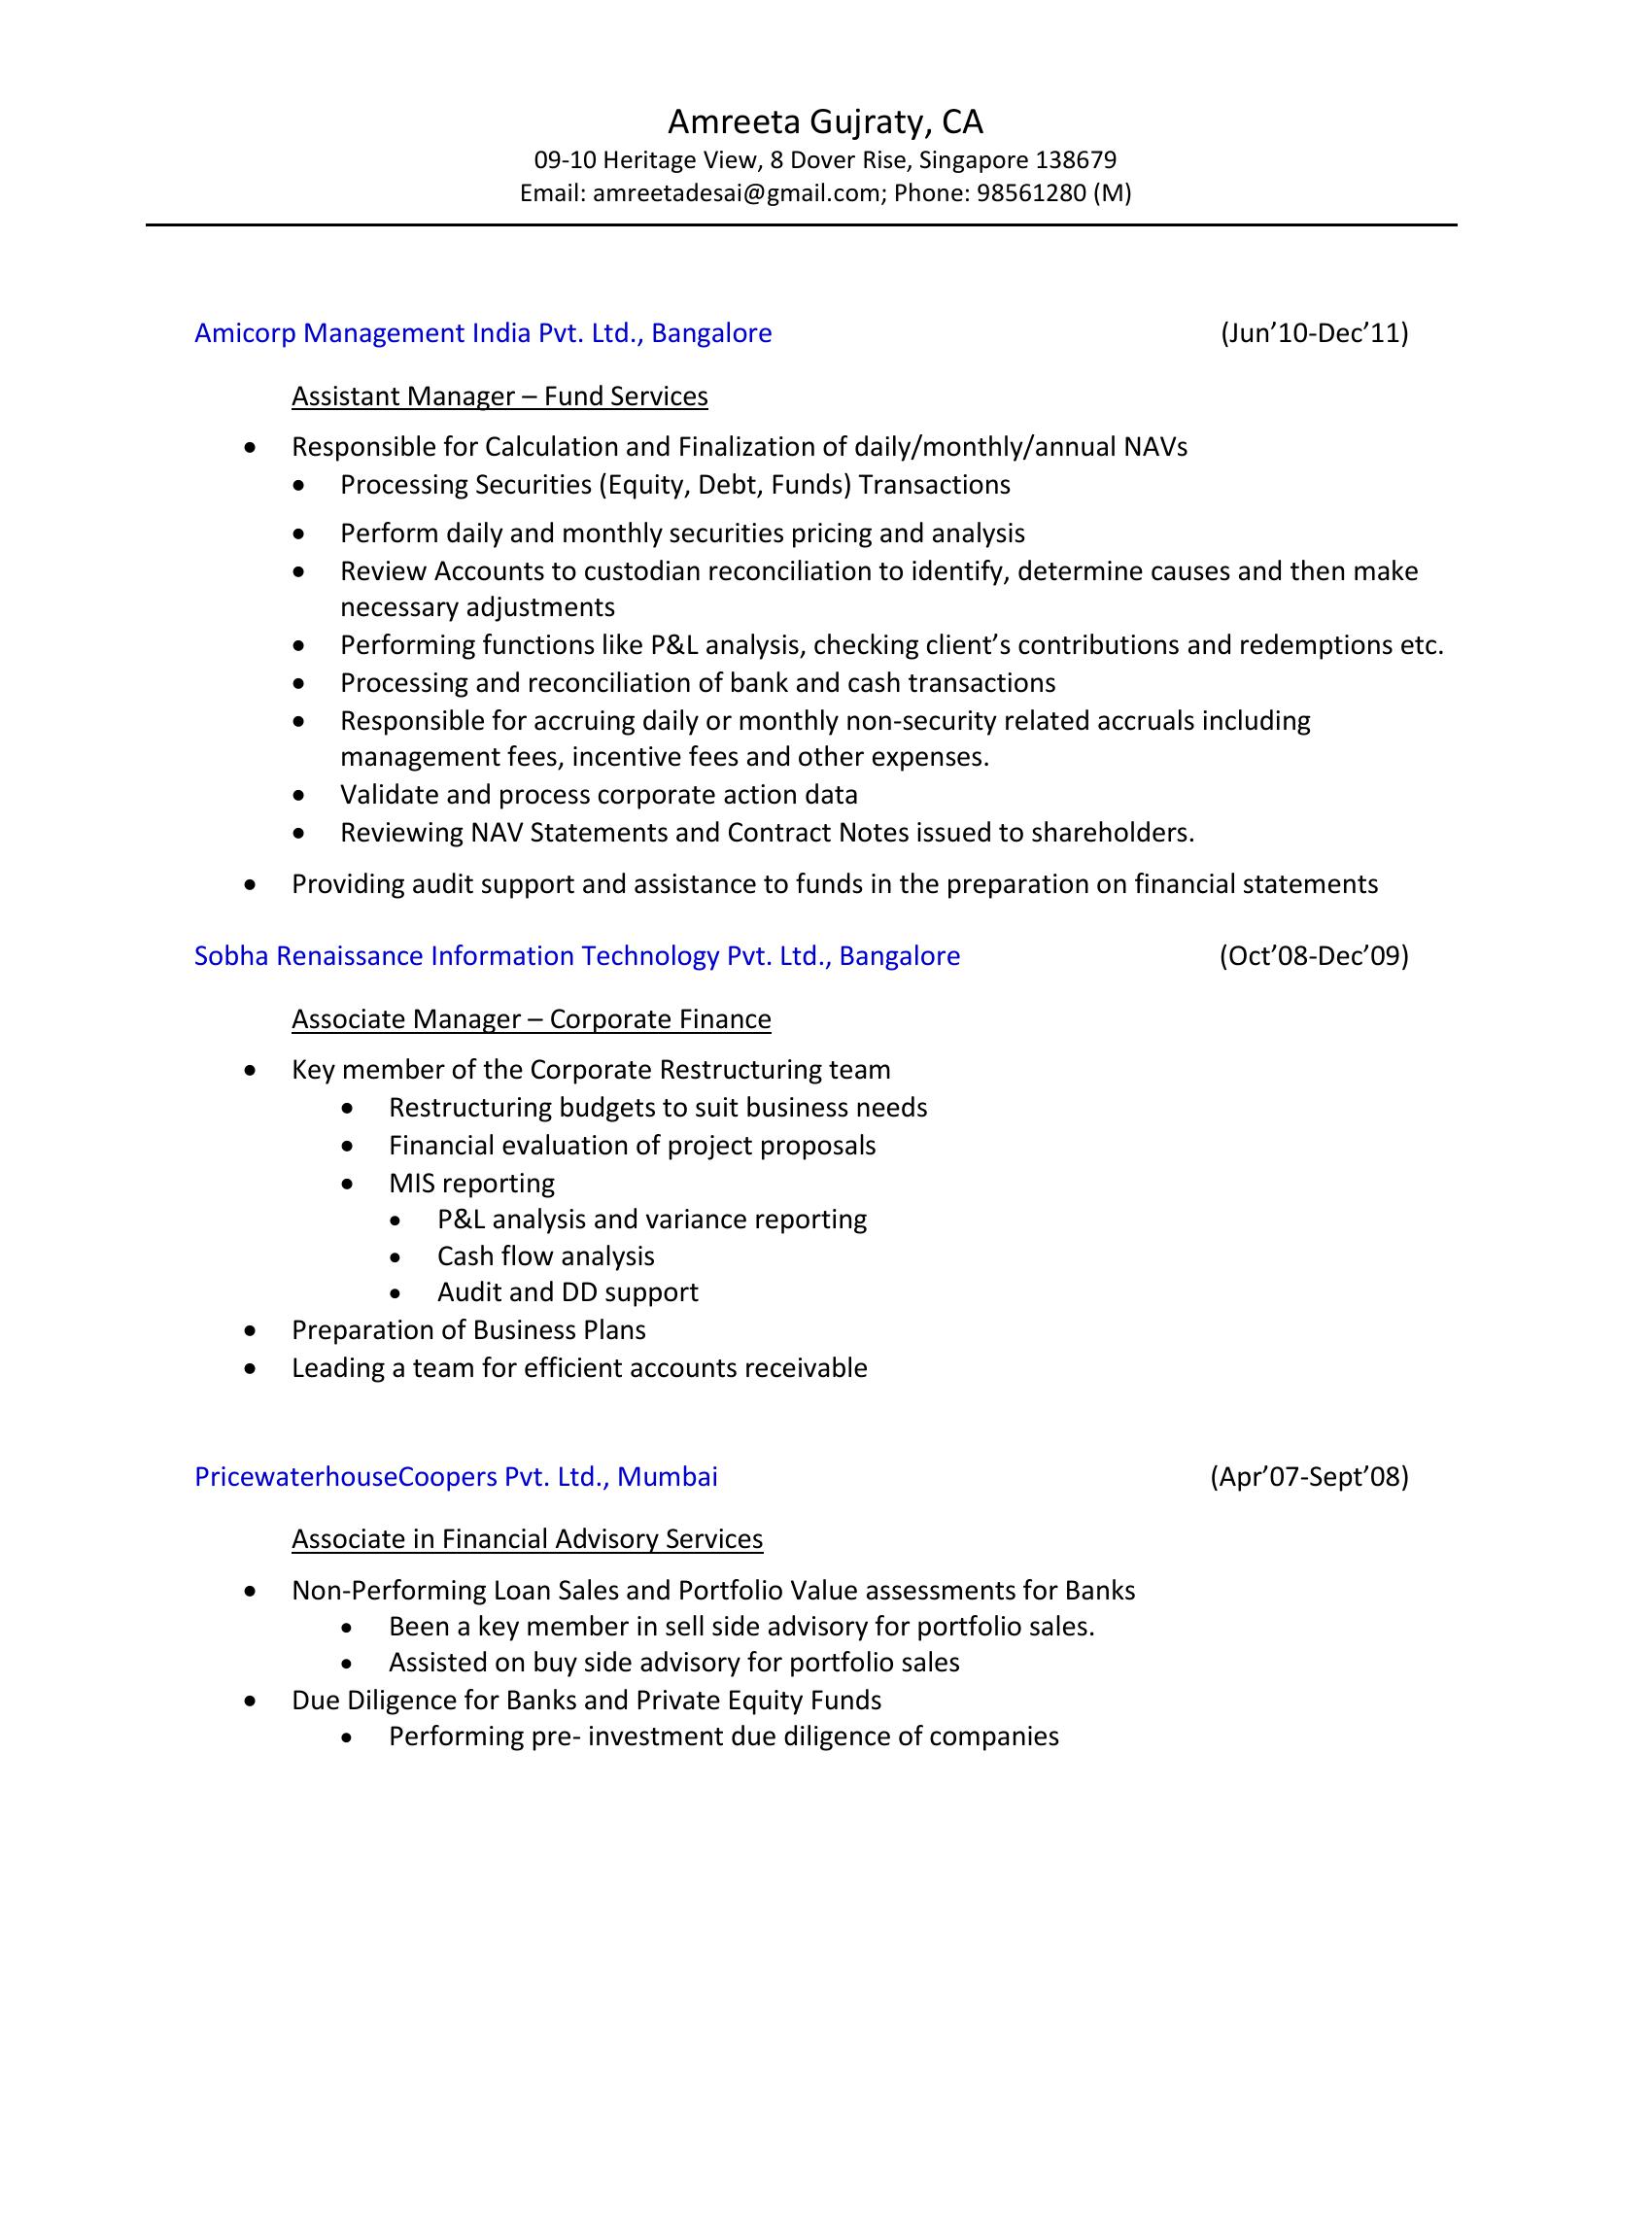 Amreeta Gujraty, CA
09-10 Heritage View, 8 Dover Rise, Singapore 138679
Email: amreetadesai@gmail.com; Phone: 98561280 (M)
Amicorp Management India Pvt. Ltd., Bangalore (Jun’10-Dec’11)
Assistant Manager – Fund Services
• Responsible for Calculation and Finalization of daily/monthly/annual NAVs
• Processing Securities (Equity, Debt, Funds) Transactions
• Perform daily and monthly securities pricing and analysis
• Review Accounts to custodian reconciliation to identify, determine causes and then make
necessary adjustments
• Performing functions like P&L analysis, checking client’s contributions and redemptions etc.
• Processing and reconciliation of bank and cash transactions
• Responsible for accruing daily or monthly non-security related accruals including
management fees, incentive fees and other expenses.
• Validate and process corporate action data
• Reviewing NAV Statements and Contract Notes issued to shareholders.
• Providing audit support and assistance to funds in the preparation on financial statements
Sobha Renaissance Information Technology Pvt. Ltd., Bangalore (Oct’08-Dec’09)
Associate Manager – Corporate Finance
• Key member of the Corporate Restructuring team
• Restructuring budgets to suit business needs
• Financial evaluation of project proposals
• MIS reporting
• P&L analysis and variance reporting
• Cash flow analysis
• Audit and DD support
• Preparation of Business Plans
• Leading a team for efficient accounts receivable
PricewaterhouseCoopers Pvt. Ltd., Mumbai (Apr’07-Sept’08)
Associate in Financial Advisory Services
• Non-Performing Loan Sales and Portfolio Value assessments for Banks
• Been a key member in sell side advisory for portfolio sales.
• Assisted on buy side advisory for portfolio sales
• Due Diligence for Banks and Private Equity Funds
• Performing pre- investment due diligence of companies